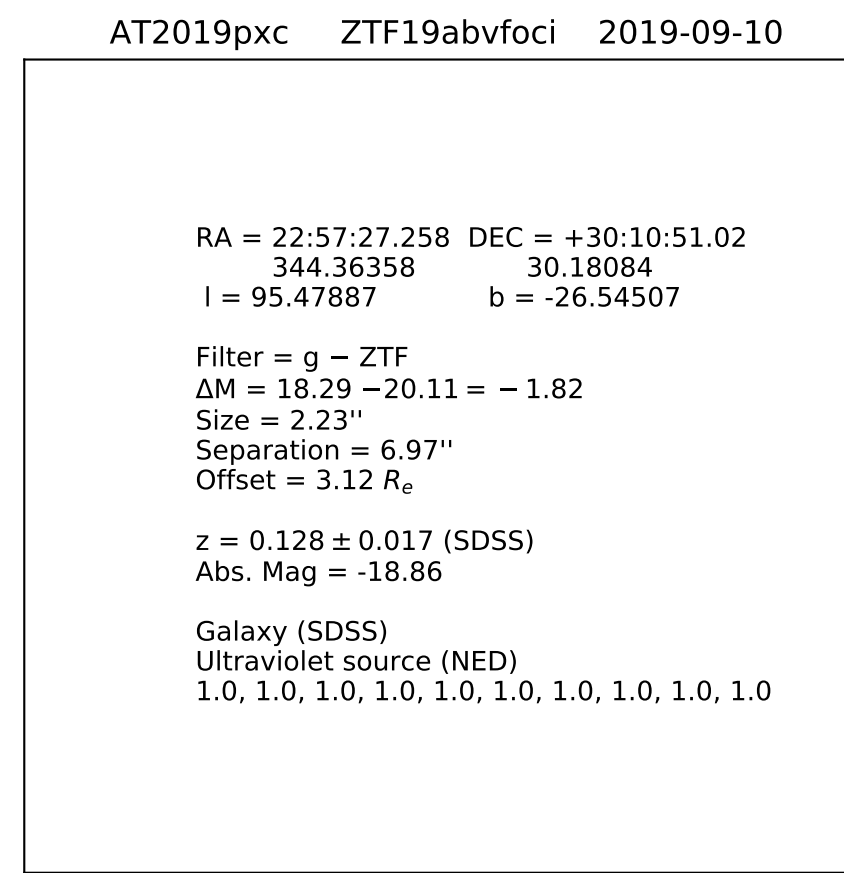 AT2019pxc ZTF19abvfoci 2019-09-10
RA = 22:57:27.258 DEC = +30:10:51.02
344.36358 30.18084
l = 95.47887 b = -26.54507
Filter = g − ZTF
ΔM = 18.29 −20.11 = − 1.82
Size = 2.23''
Separation = 6.97''
Offset = 3.12 Re
z = 0.128 ± 0.017 (SDSS)
Abs. Mag = -18.86
Galaxy (SDSS)
Ultraviolet source (NED)
1.0, 1.0, 1.0, 1.0, 1.0, 1.0, 1.0, 1.0, 1.0, 1.0